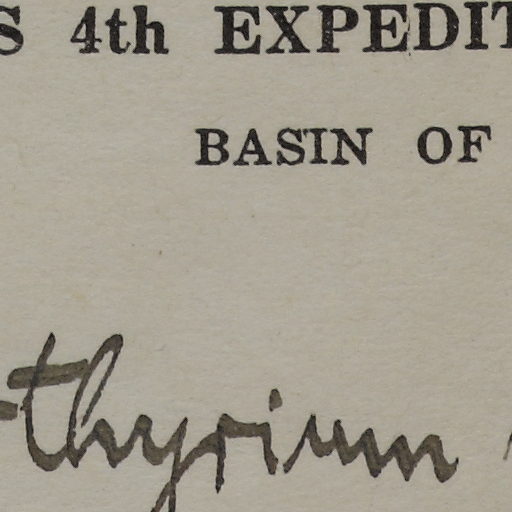 S 4th EXPEDIT
BASIN OF
thyrium